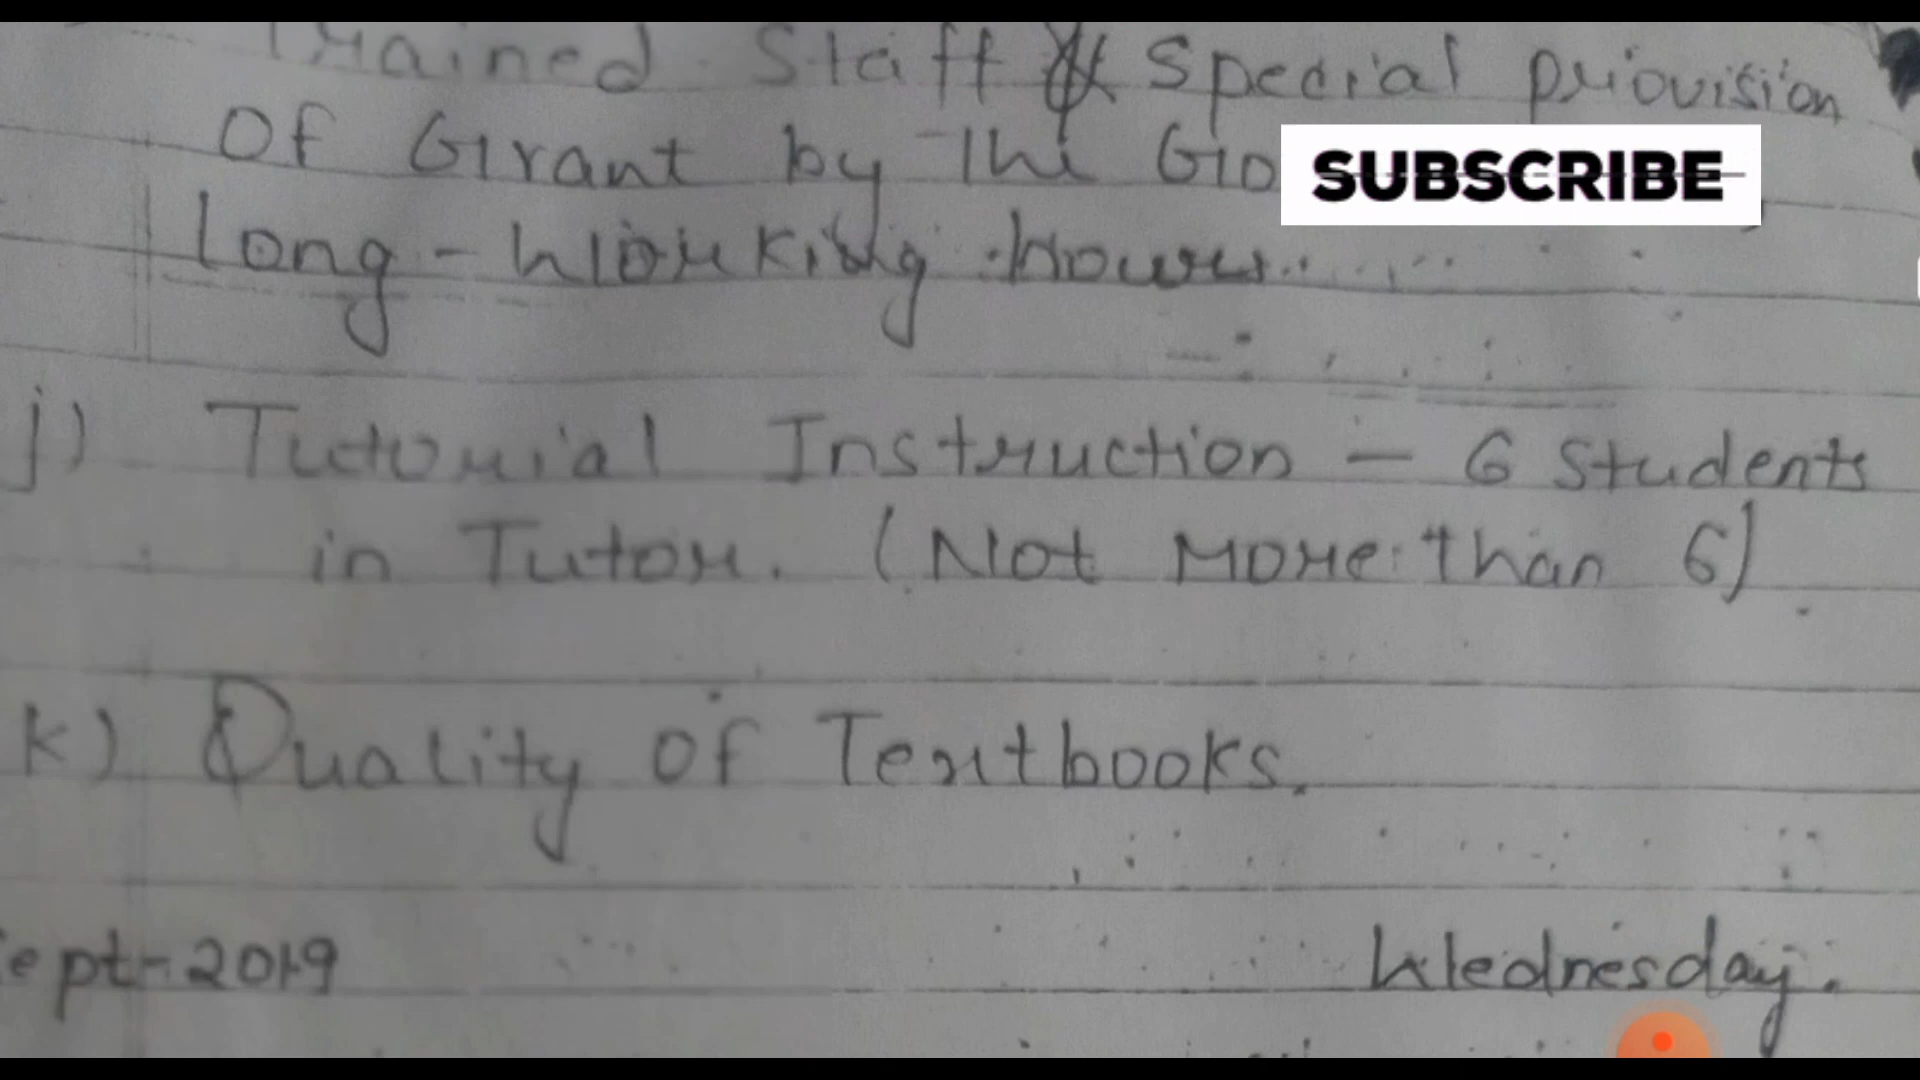 Trained Staff & Special provision
Of Grant by The Go
SUBSCRIBE
Long - Working hours.
j) Tutorial Instruction - 6 Students
in Tutor. (Not More than 6)
k) Quality of Textbooks.
ept-2019 Wednesday.